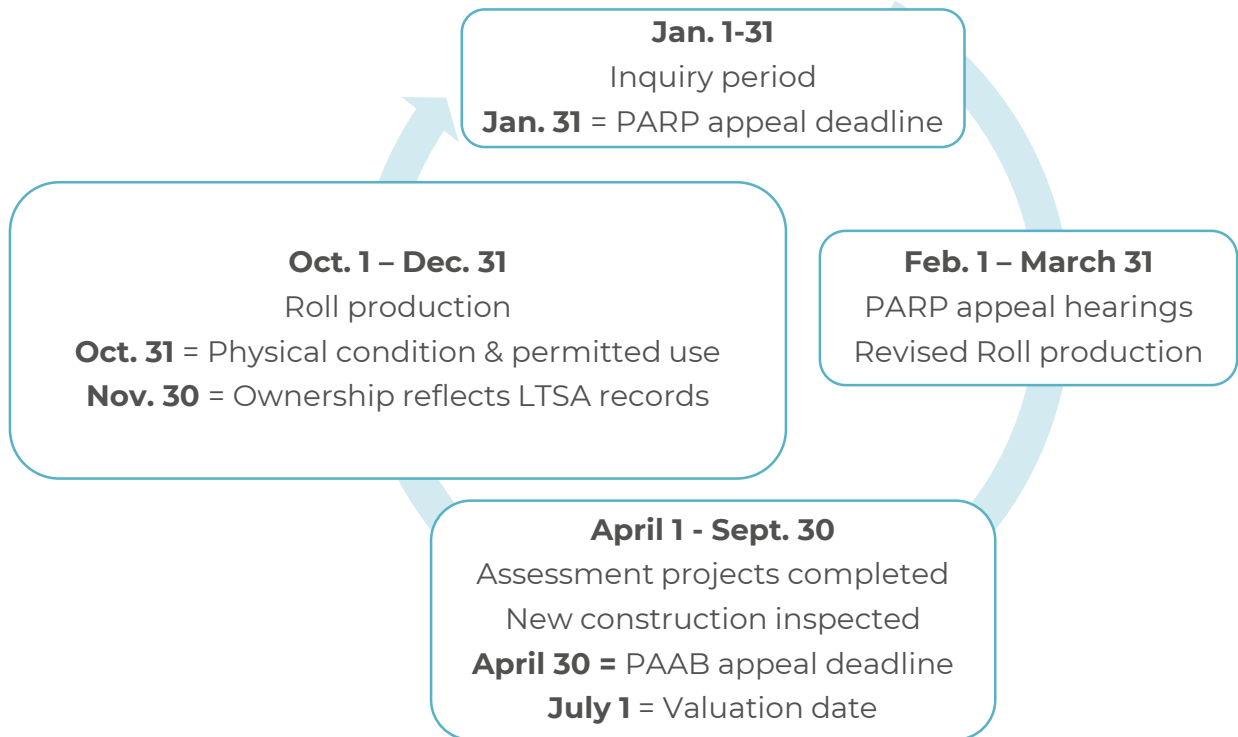 Jan. 1-31
Inquiry period
Jan. 31 = PARP appeal deadline
Feb. 1 – March 31
PARP appeal hearings
Revised Roll production
April 1 - Sept. 30
Assessment projects completed
New construction inspected
April 30 = PAAB appeal deadline
July 1 = Valuation date
Oct. 1 – Dec. 31
Roll production
Oct. 31 = Physical condition & permitted use
Nov. 30 = Ownership reflects LTSA records